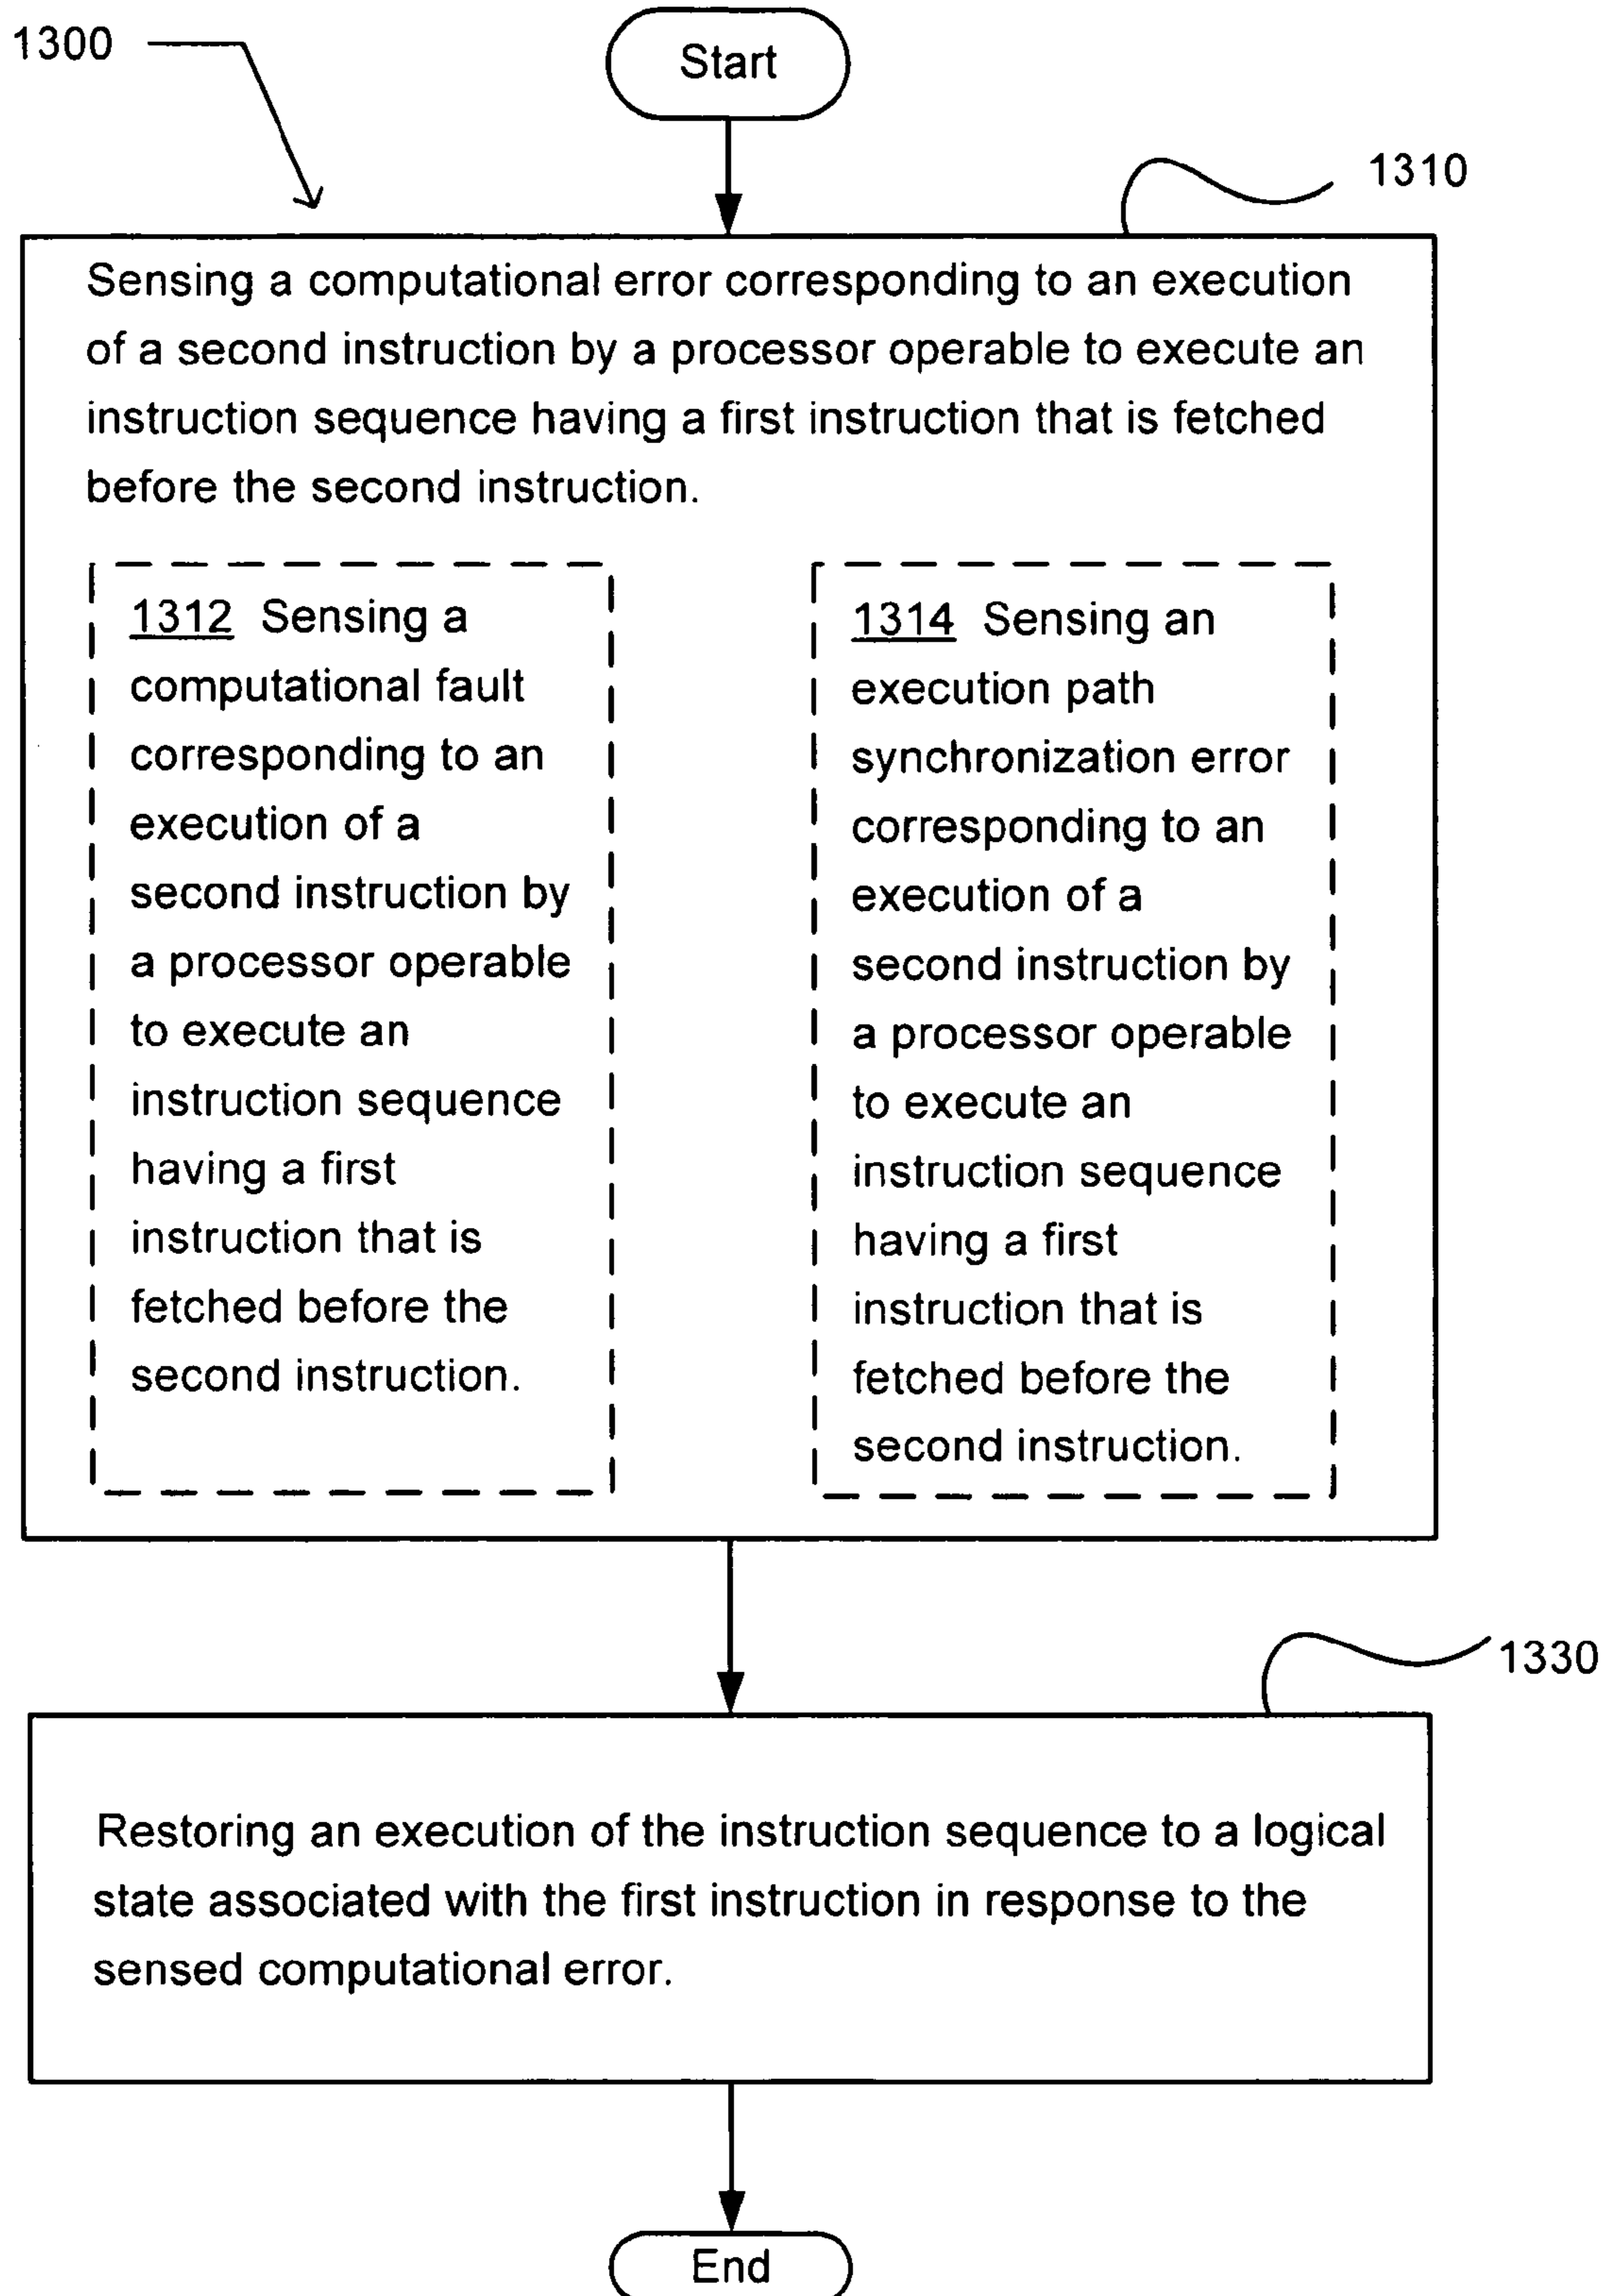 1300
Start
1310
Sensing a computational error corresponding to an execution
of a second instruction by a processor operable to execute an
instruction sequence having a first instruction that is fetched
before the second instruction.
1312 Sensing a
computational fault
corresponding to an
execution of a
second instruction by
a processor operable
to execute an
instruction sequence
having a first
instruction that is
fetched before the
second instruction.
1314 Sensing an
execution path
synchronization error
corresponding to an
execution of a
second instruction by
a processor operable
to execute an
instruction sequence
having a first
instruction that is
fetched before the
second instruction.
1330
Restoring an execution of the instruction sequence to a logical
state associated with the first instruction in response to the
sensed computational error.
End